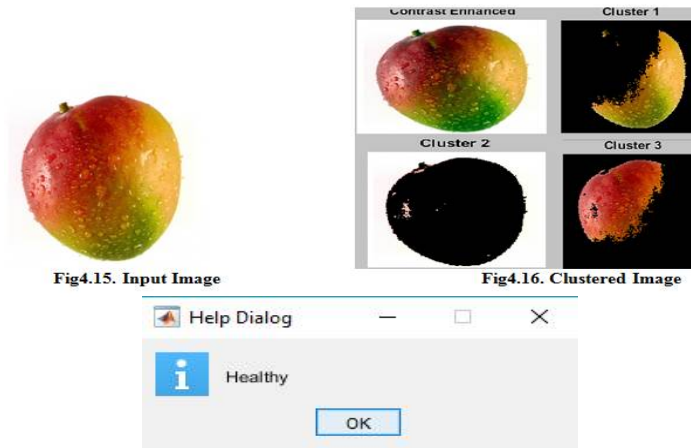 Contrast Enhanced
Cluster 1
Cluster 2
Cluster 3
Fig4.15. Input Image
Fig4.16. Clustered Image
Help Dialog
Healthy
OK